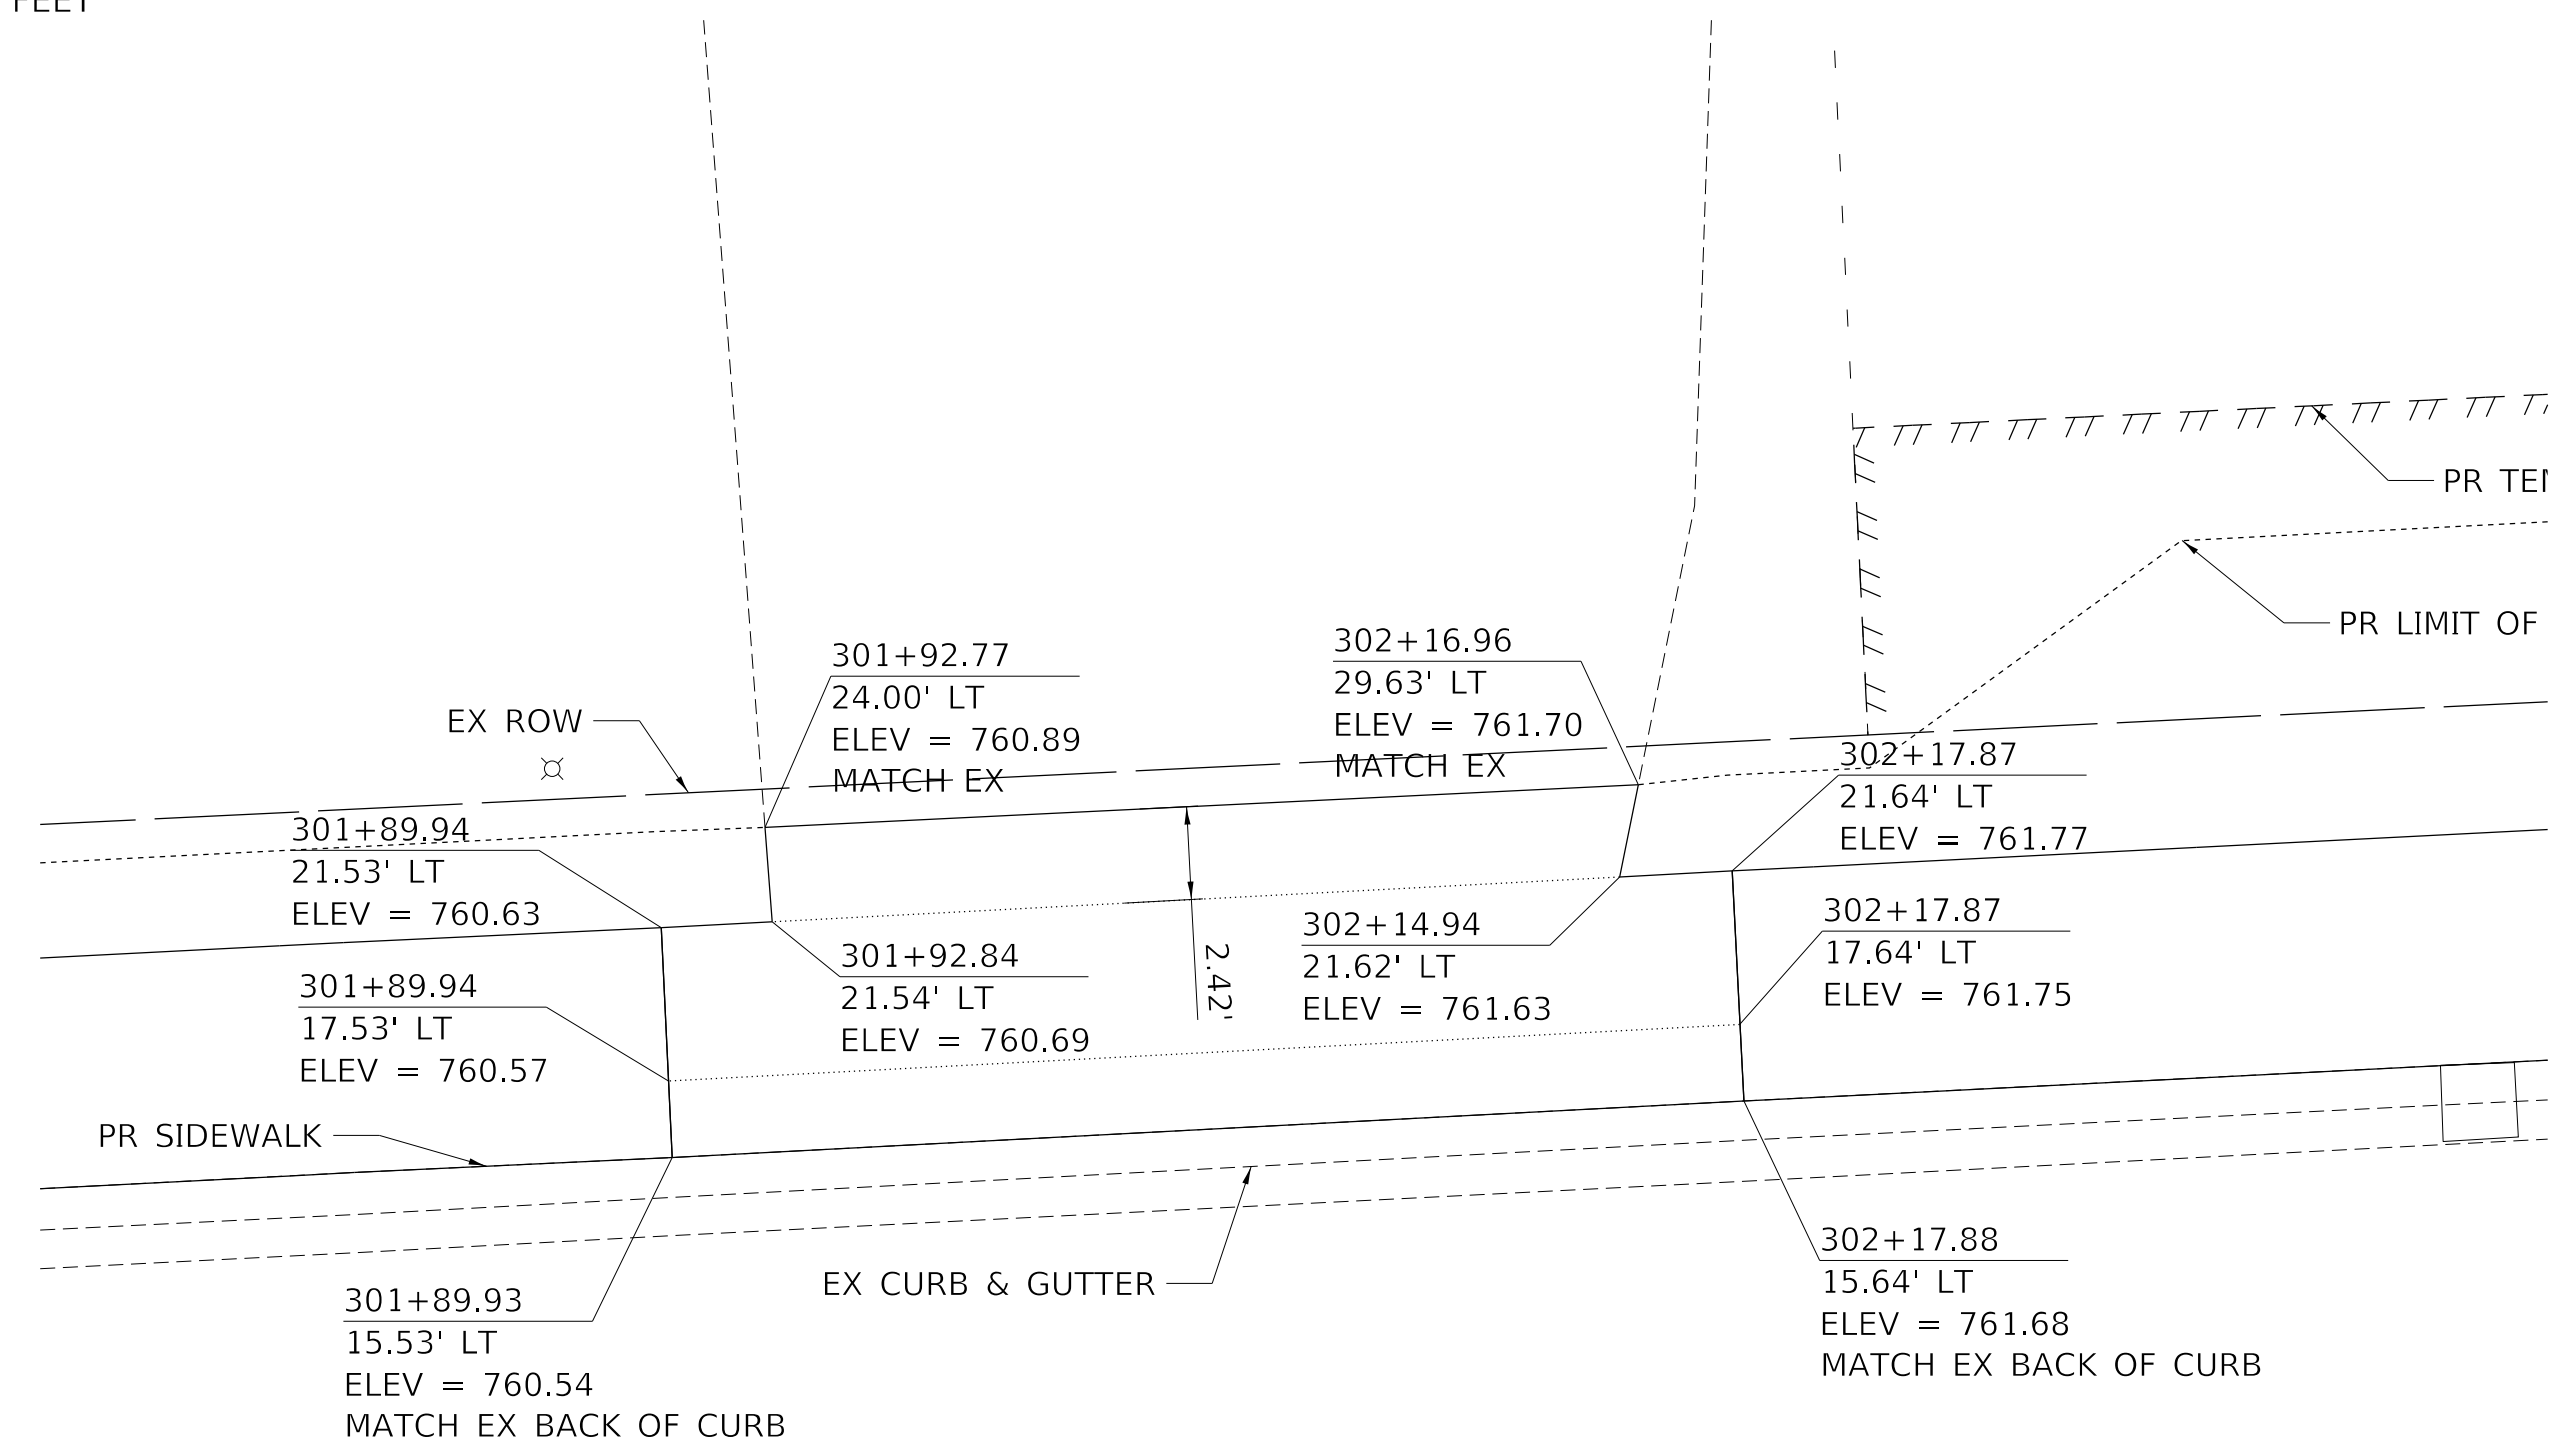 FEET
301+92.77
24.00' LT
ELEV = 760.89
MATCH EX
302+16.96
29.63' LT
ELEV = 761.70
MATCH EX
PR LIMIT OF
EX ROW
302+17.87
21.64' LT
ELEV = 761.77
301+89.94
21.53' LT
ELEV = 760.63
302+17.87
17.64' LT
ELEV = 761.75
302+14.94
21.62' LT
ELEV = 761.63
2.42'
301+92.84
21.54' LT
ELEV = 760.69
301+89.94
17.53' LT
ELEV = 760.57
PR SIDEWALK
EX CURB & GUTTER
302+17.88
15.64' LT
ELEV = 761.68
MATCH EX BACK OF CURB
301+89.93
15.53' LT
ELEV = 760.54
MATCH EX BACK OF CURB
PR